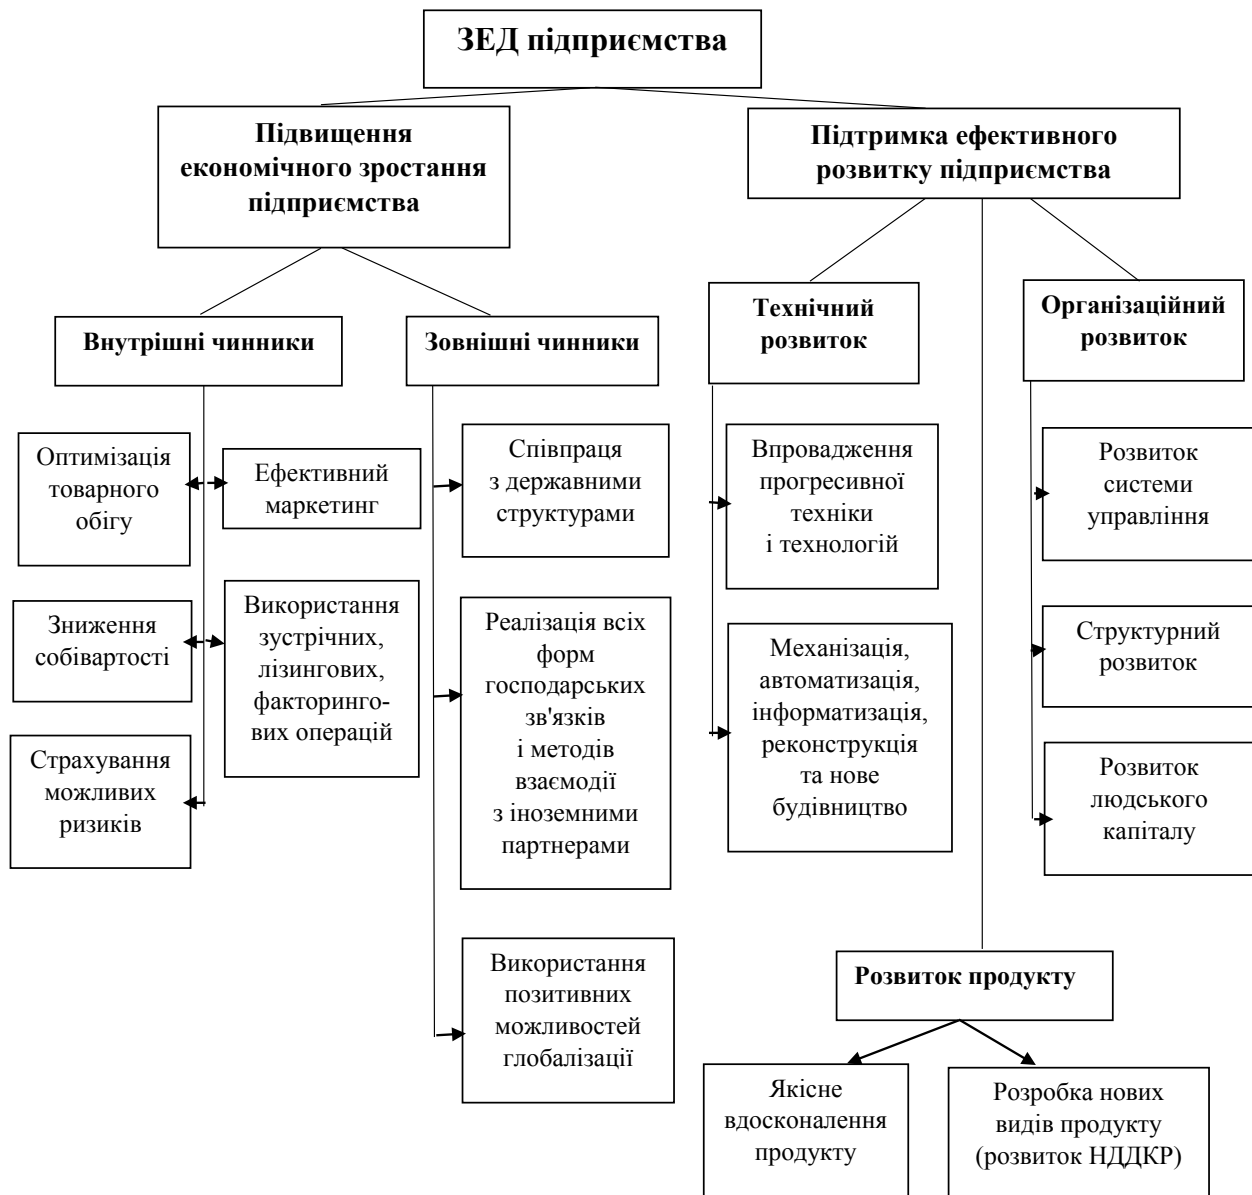 ЗЕД підприємства
Підвищення
економічного зростання
підприємства
Підтримка ефективного
розвитку підприємства
Внутрішні чинники
Зовнішні чинники
Технічний
розвиток
Організаційний
розвиток
Оптимізація
товарного
обігу
Ефективний
маркетинг
Зниження
собівартості
Використання
зустрічних,
лізингових,
факторинго-
вих операцій
Страхування
можливих
ризиків
Співпраця
з державними
структурами
Реалізація всіх
форм
господарських
зв'язків
і методів
взаємодії
з іноземними
партнерами
Використання
позитивних
можливостей
глобалізації
Впровадження
прогресивної
техніки
і технологій
Механізація,
автоматизація,
інформатизація,
реконструкція
та нове
будівництво
Розвиток
системи
управління
Структурний
розвиток
Розвиток
людського
капіталу
Розвиток продукту
Якісне
вдосконалення
продукту
Розробка нових
видів продукту
(розвиток НДДКР)